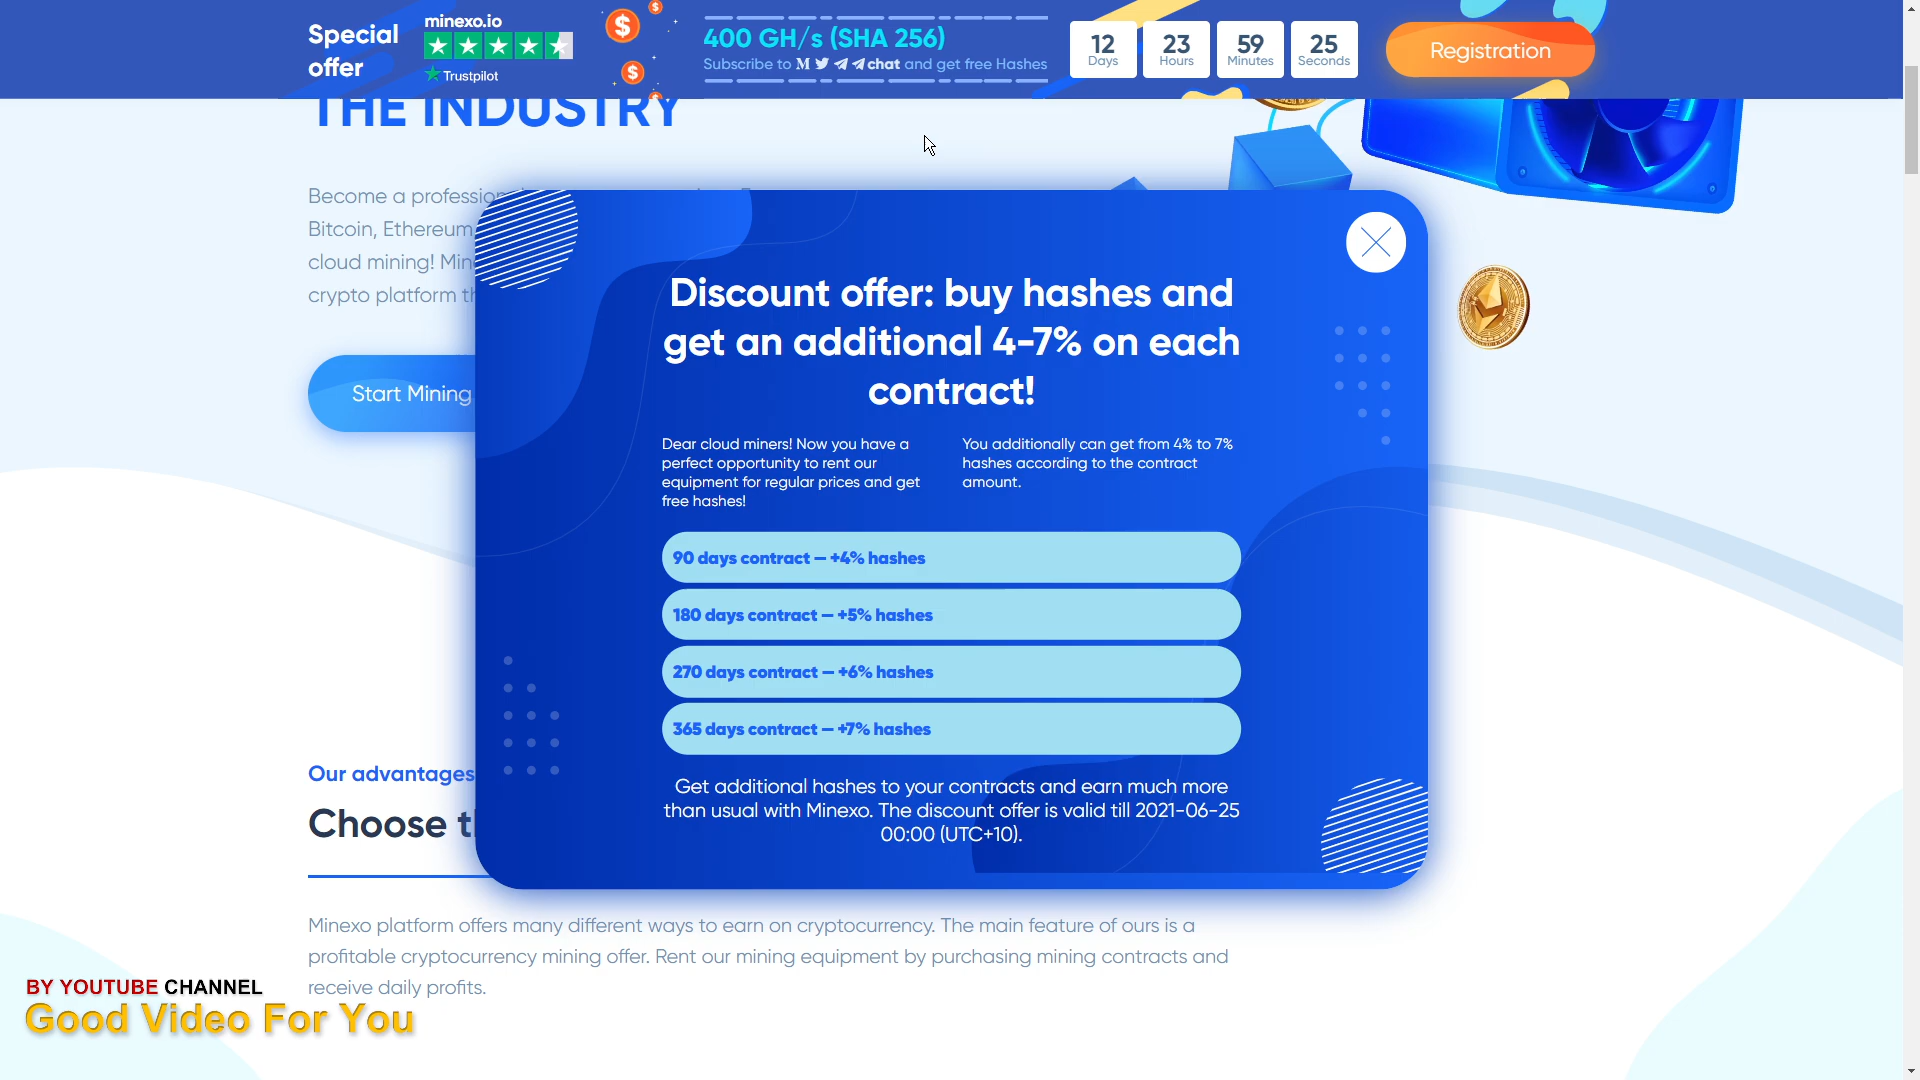 Special
offer
minexo.io
Trustpilot
400 GH/s (SHA 256)
Subscribe to M chat and get free Hashes
12
Days
23
Hours
59
Minutes
25
Seconds
Registration
THE INDUSTRY
Become a profession
Bitcoin, Ethereum,
cloud mining! Min
crypto platform th
Start Mining
Discount offer: buy hashes and
get an additional 4-7% on each
contract!
Dear cloud miners! Now you have a
perfect opportunity to rent our
equipment for regular prices and get
free hashes!
You additionally can get from 4% to 7%
hashes according to the contract
amount.
90 days contract — +4% hashes
180 days contract — +5% hashes
270 days contract — +6% hashes
365 days contract — +7% hashes
Get additional hashes to your contracts and earn much more
than usual with Minexo. The discount offer is valid till 2021-06-25
00:00 (UTC+10).
Our advantages
Choose t
Minexo platform offers many different ways to earn on cryptocurrency. The main feature of ours is a
profitable cryptocurrency mining offer. Rent our mining equipment by purchasing mining contracts and
receive daily profits.
BY YOUTUBE CHANNEL
Good Video For You